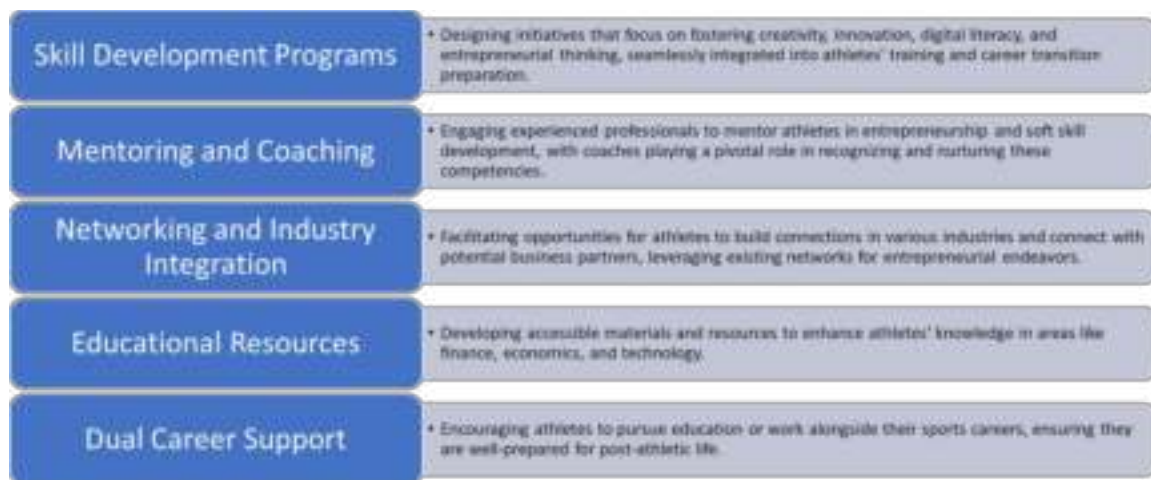 Skill Development Programs
• Designing initiatives that focus on fostering creativity, innovation, digital literacy, and
entrepreneurial thinking, seamlessly integrated into athletes' training and career transition
preparation.
Mentoring and Coaching
• Engaging experienced professionals to mentor athletes in entrepreneurship and soft skill
development, with coaches playing a pivotal role in recognizing and nurturing these
competencies.
Networking and Industry
Integration
• Facilitating opportunities for athletes to build connections in various industries and connect with
potential business partners, leveraging existing networks for entrepreneurial endeavors.
Educational Resources
• Developing accessible materials and resources to enhance athletes' knowledge in areas like
finance, economics, and technology.
Dual Career Support
• Encouraging athletes to pursue education or work alongside their sports careers, ensuring they
are well-prepared for post-athletic life.